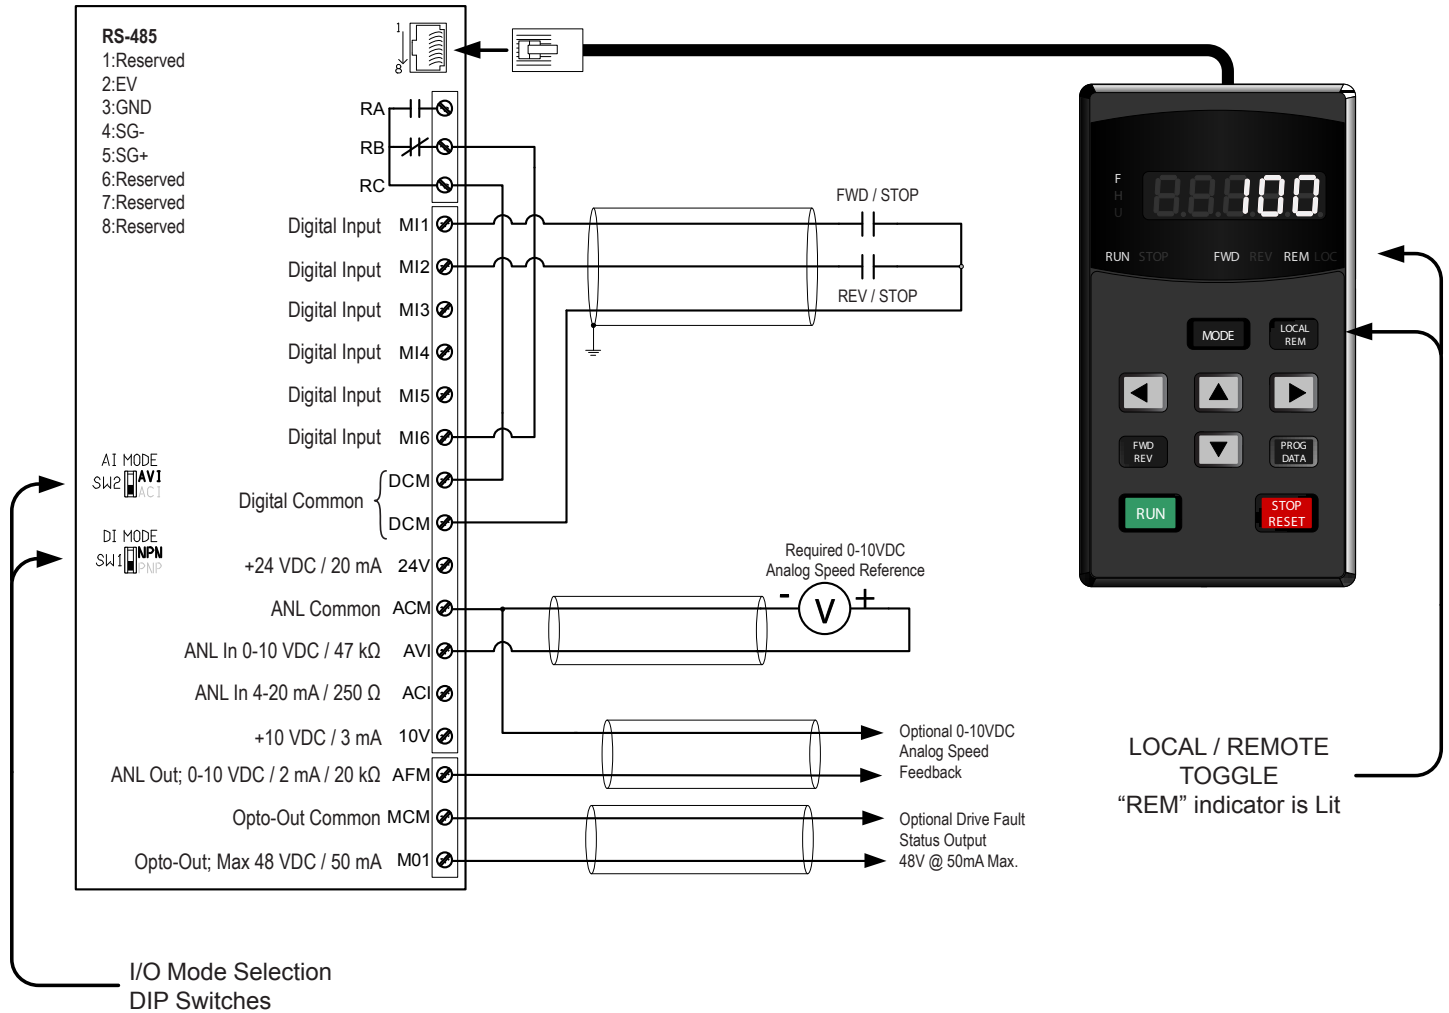 RS-485
1:Reserved
2:EV
3:GND
4:SG-
5:SG+
6:Reserved
7:Reserved
8:Reserved
1
8
RA
RB
RC
Digital Input MI1
Digital Input MI2
Digital Input MI3
Digital Input MI4
Digital Input MI5
Digital Input MI6
DCM
Digital Common
DCM
+24 VDC / 20 mA 24V
ANL Common ACM
ANL In 0-10 VDC / 47 kΩ AVI
ANL In 4-20 mA / 250 Ω ACI
+10 VDC / 3 mA 10V
ANL Out; 0-10 VDC / 2 mA / 20 kΩ AFM
Opto-Out Common MCM
Opto-Out; Max 48 VDC / 50 mA M01
AI MODE
SW2 AVI
ACI
DI MODE
SW1 NPN
PNP
I/O Mode Selection
DIP Switches
FWD / STOP
REV / STOP
Required 0-10VDC
Analog Speed Reference
- V +
Optional 0-10VDC
Analog Speed
Feedback
Optional Drive Fault
Status Output
48V @ 50mA Max.
F
H
U
100
RUN STOP FWD REV REM LOC
MODE
LOCAL
REM
FWD
REV
PROG
DATA
RUN
STOP
RESET
LOCAL / REMOTE
TOGGLE
“REM” indicator is Lit